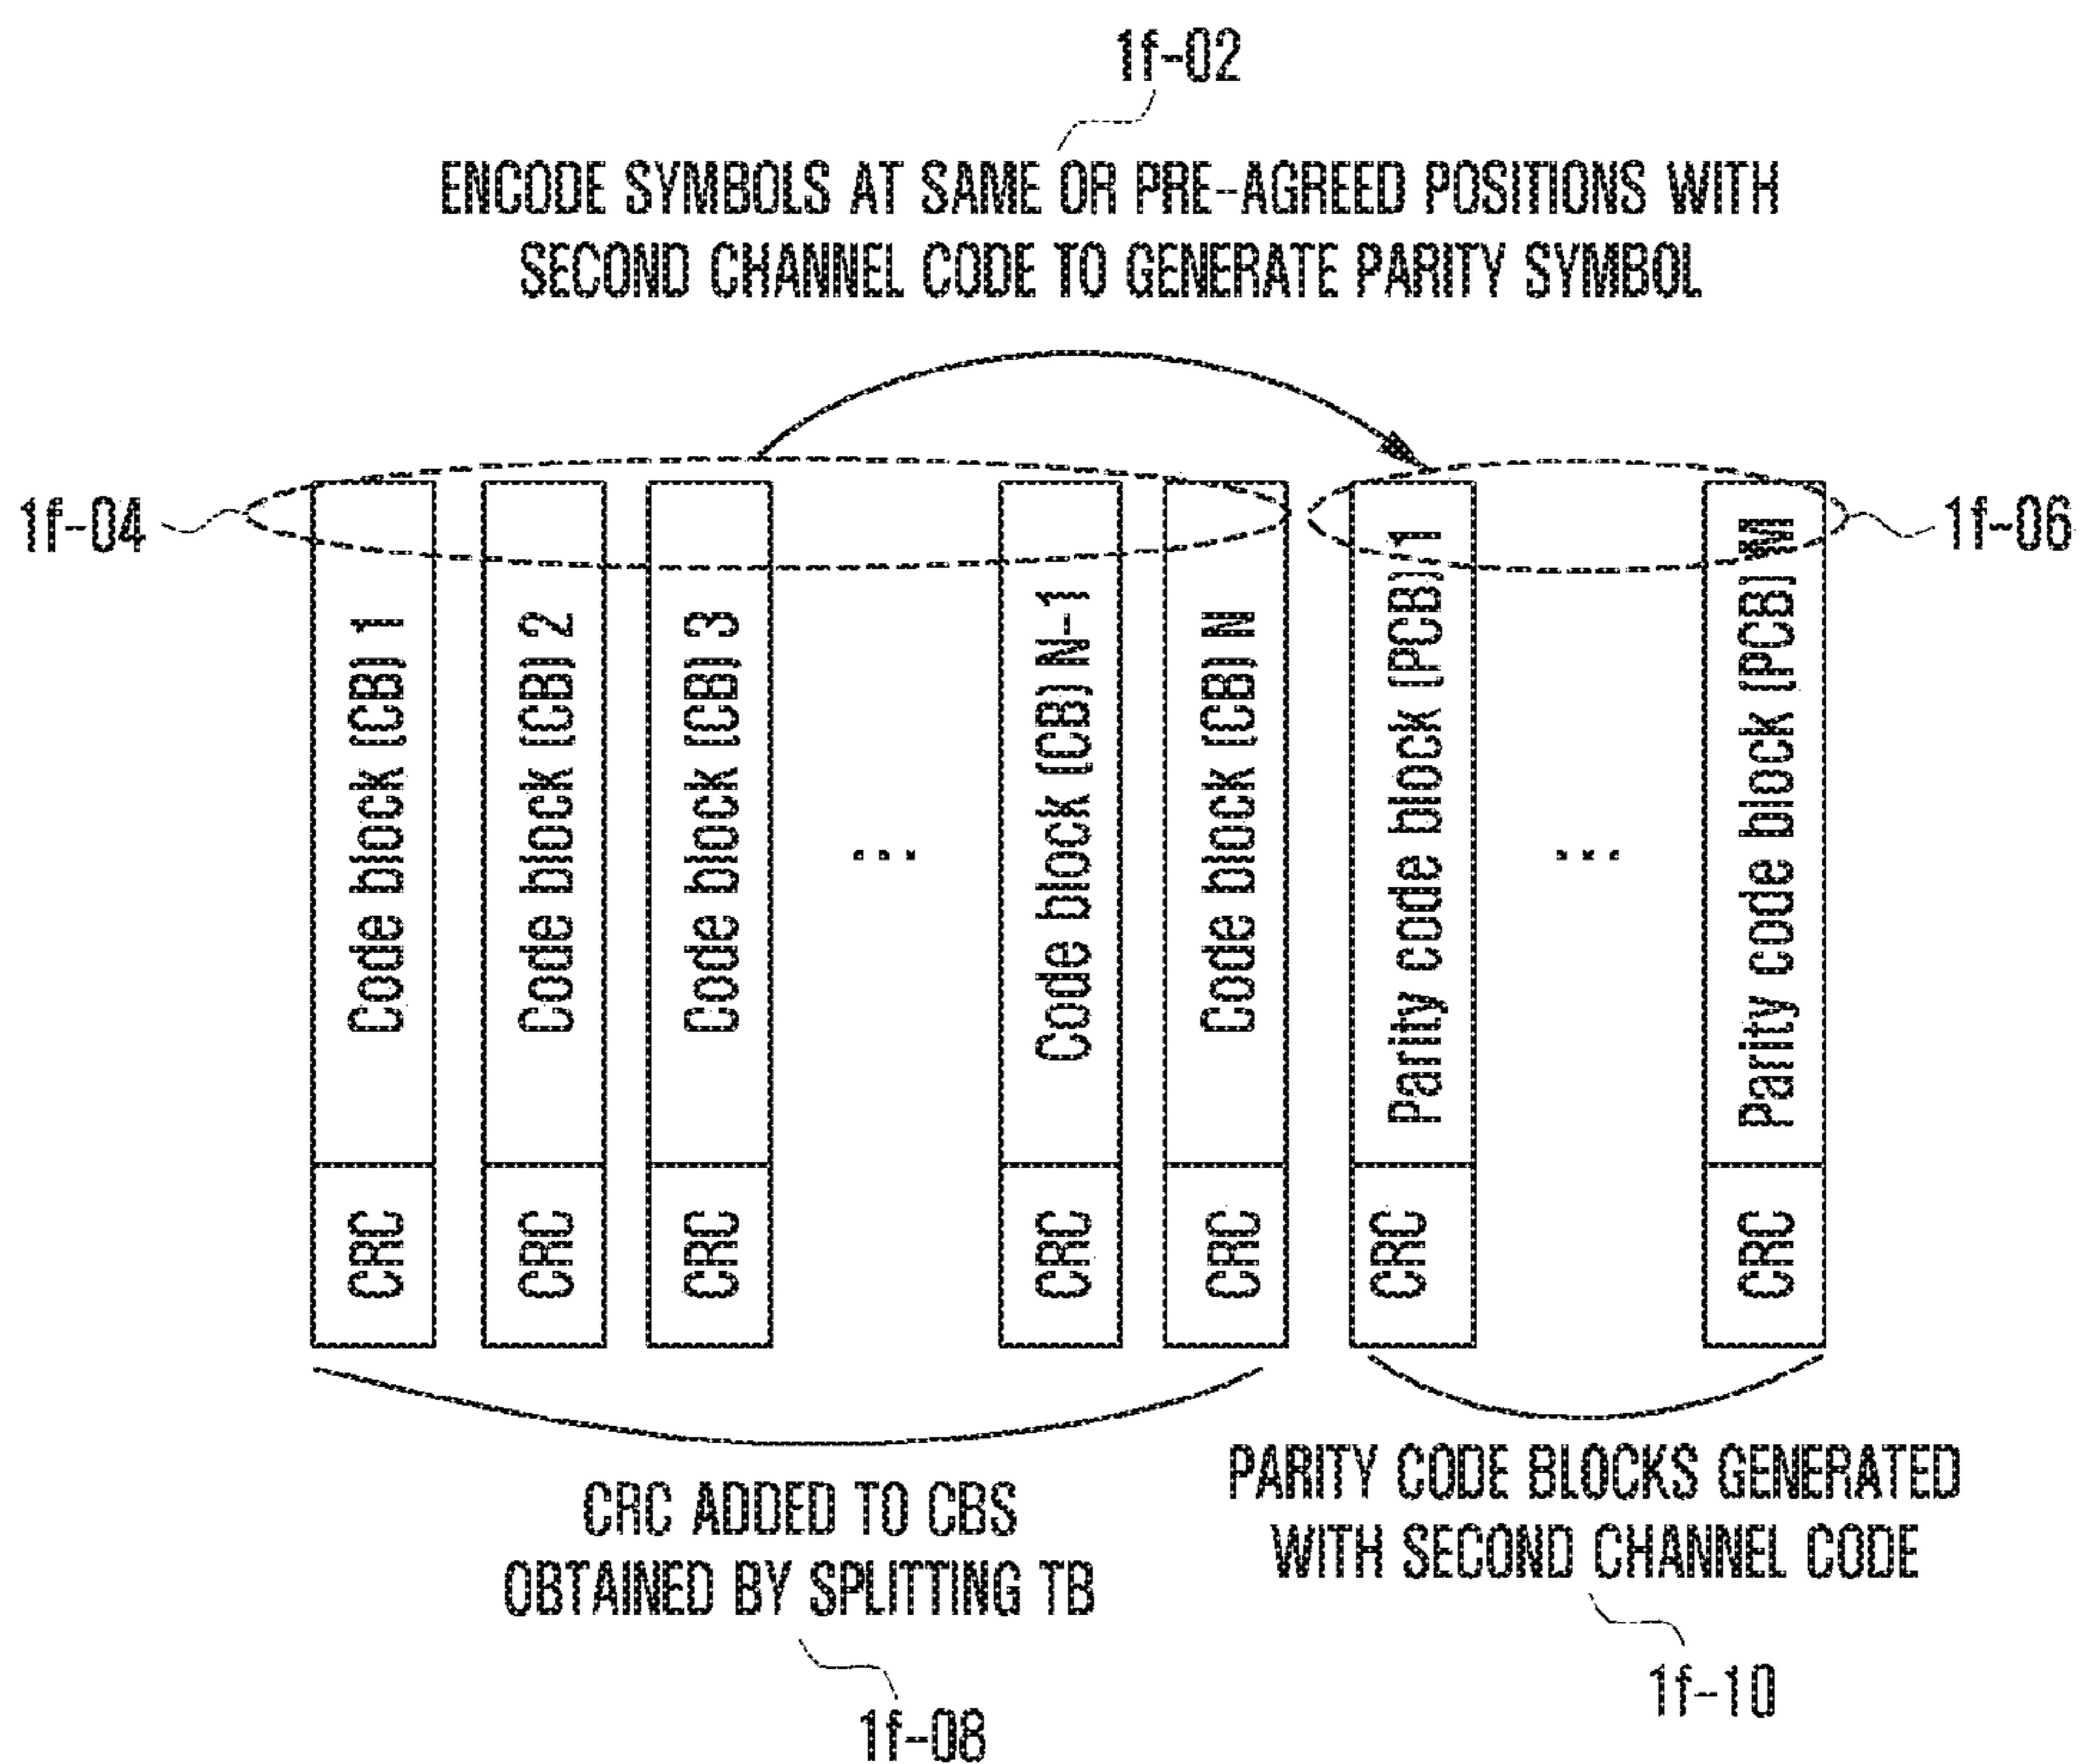 1f-02
ENCODE SYMBOLS AT SAME OR PRE-AGREED POSITIONS WITH
SECOND CHANNEL CODE TO GENERATE PARITY SYMBOL
1f-04
1f-06
Code block (CB) 1
Code block (CB) 2
Code block (CB) 3
...
Code block (CB) N-1
Code block (CB) N
Parity code block (PCB) 1
...
Parity code block (PCB)
CRC
CRC
CRC
CRC
CRC
CRC
CRC
CRC ADDED TO CBS
OBTAINED BY SPLITTING TB
1f-08
PARITY CODE BLOCKS GENERATED
WITH SECOND CHANNEL CODE
1f-10